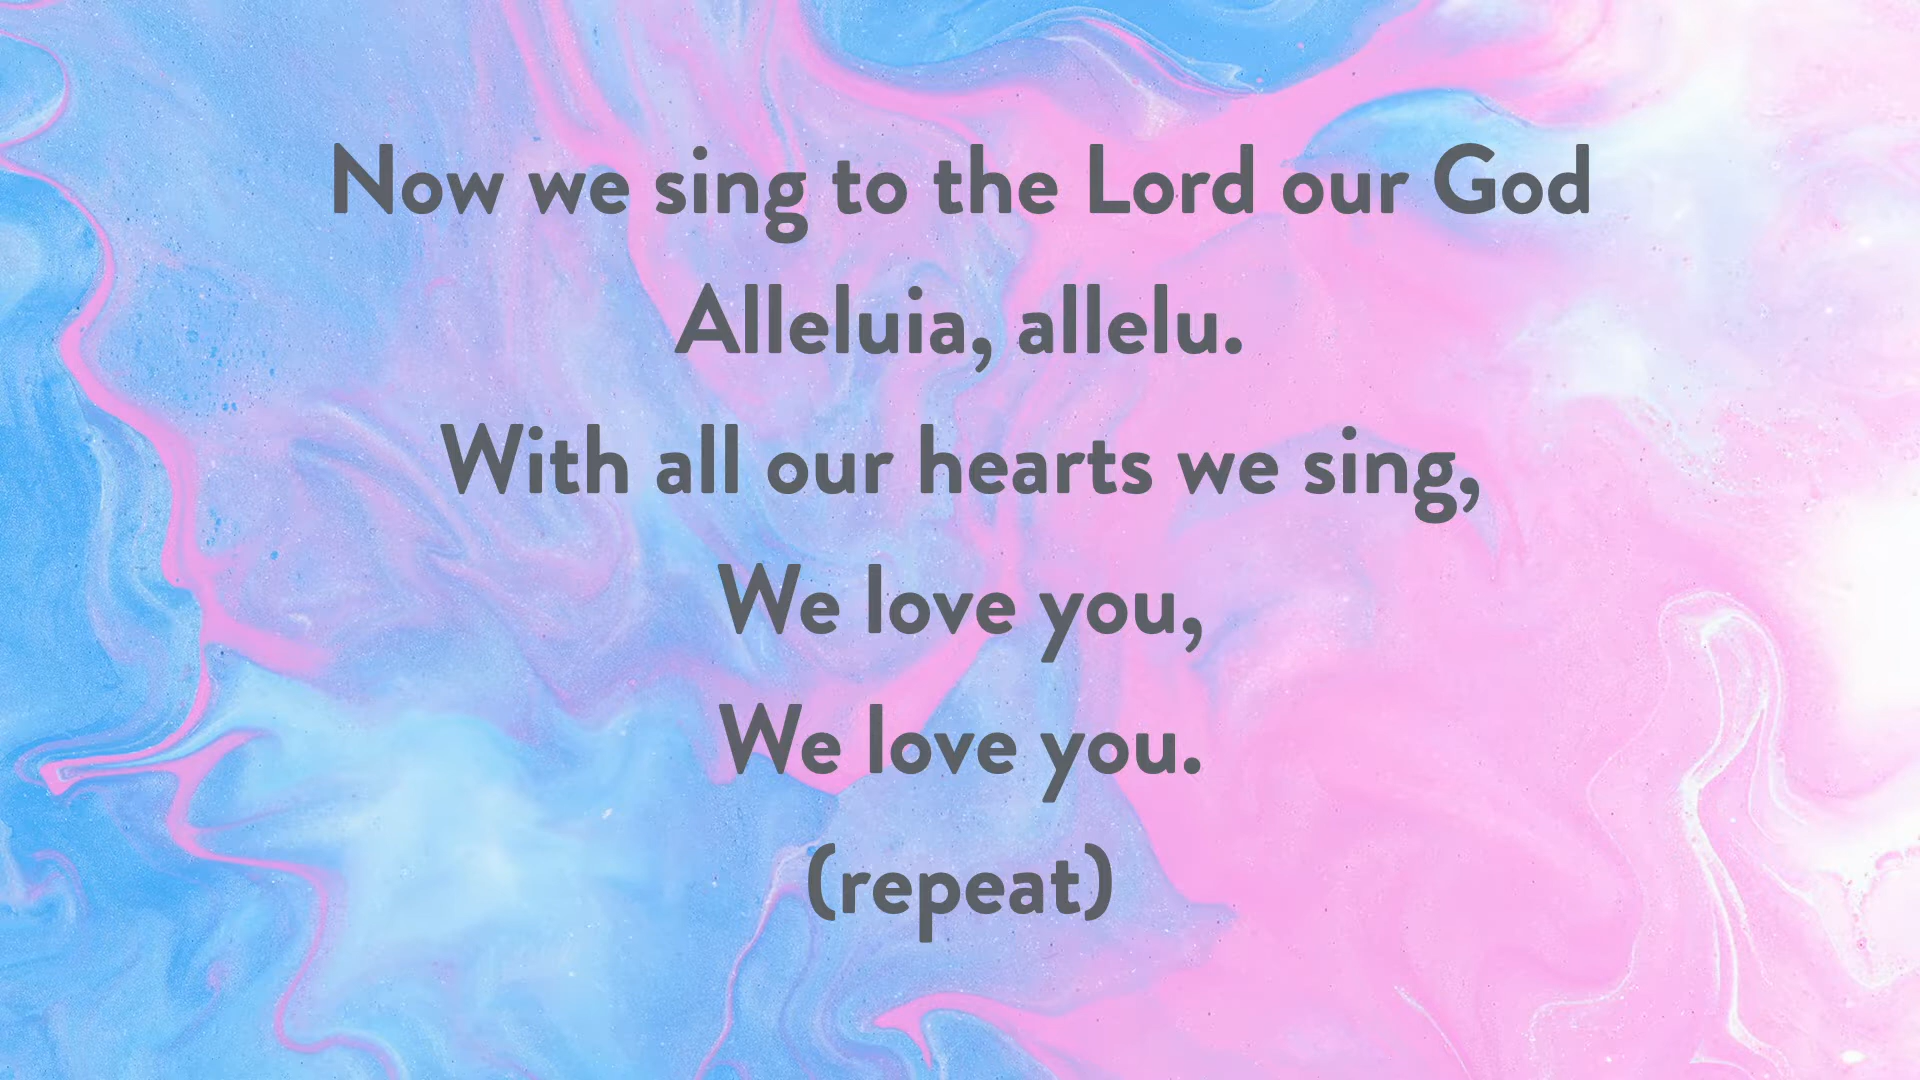 Now we sing to the Lord our God
Alleluia, allelu.
With all our hearts we sing,
We love you,
We love you.
(repeat)